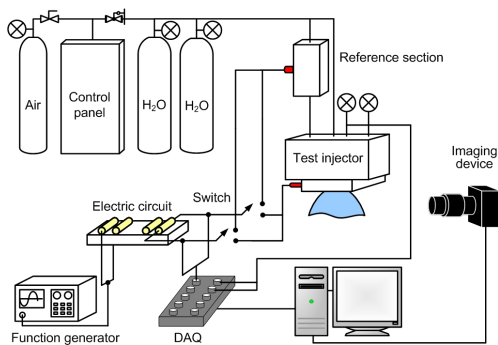 Reference section
Air
Control
panel
H₂O
H₂O
Imaging
device
Test injector
Switch
Electric circuit
Function generator
DAQ